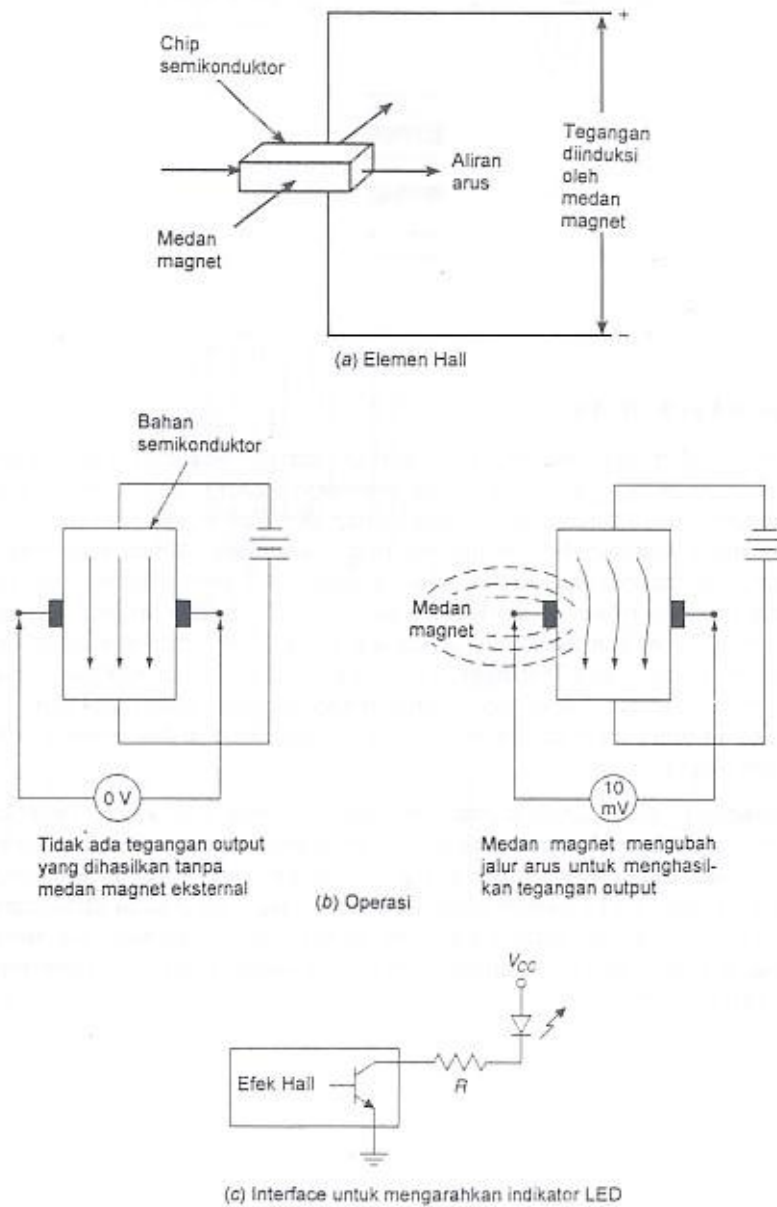 Chip
semikonduktor
+
Tegangan
diinduksi
oleh
medan
magnet
Aliran
arus
Medan
magnet
−
(a) Elemen Hall
Bahan
semikonduktor
Medan
magnet
0 V
10
mV
Tidak ada tegangan output
yang dihasilkan tanpa
medan magnet eksternal
Medan magnet mengubah
jalur arus untuk menghasil-
kan tegangan output
(b) Operasi
VCC
Efek Hall
R
(c) Interface untuk mengarahkan indikator LED